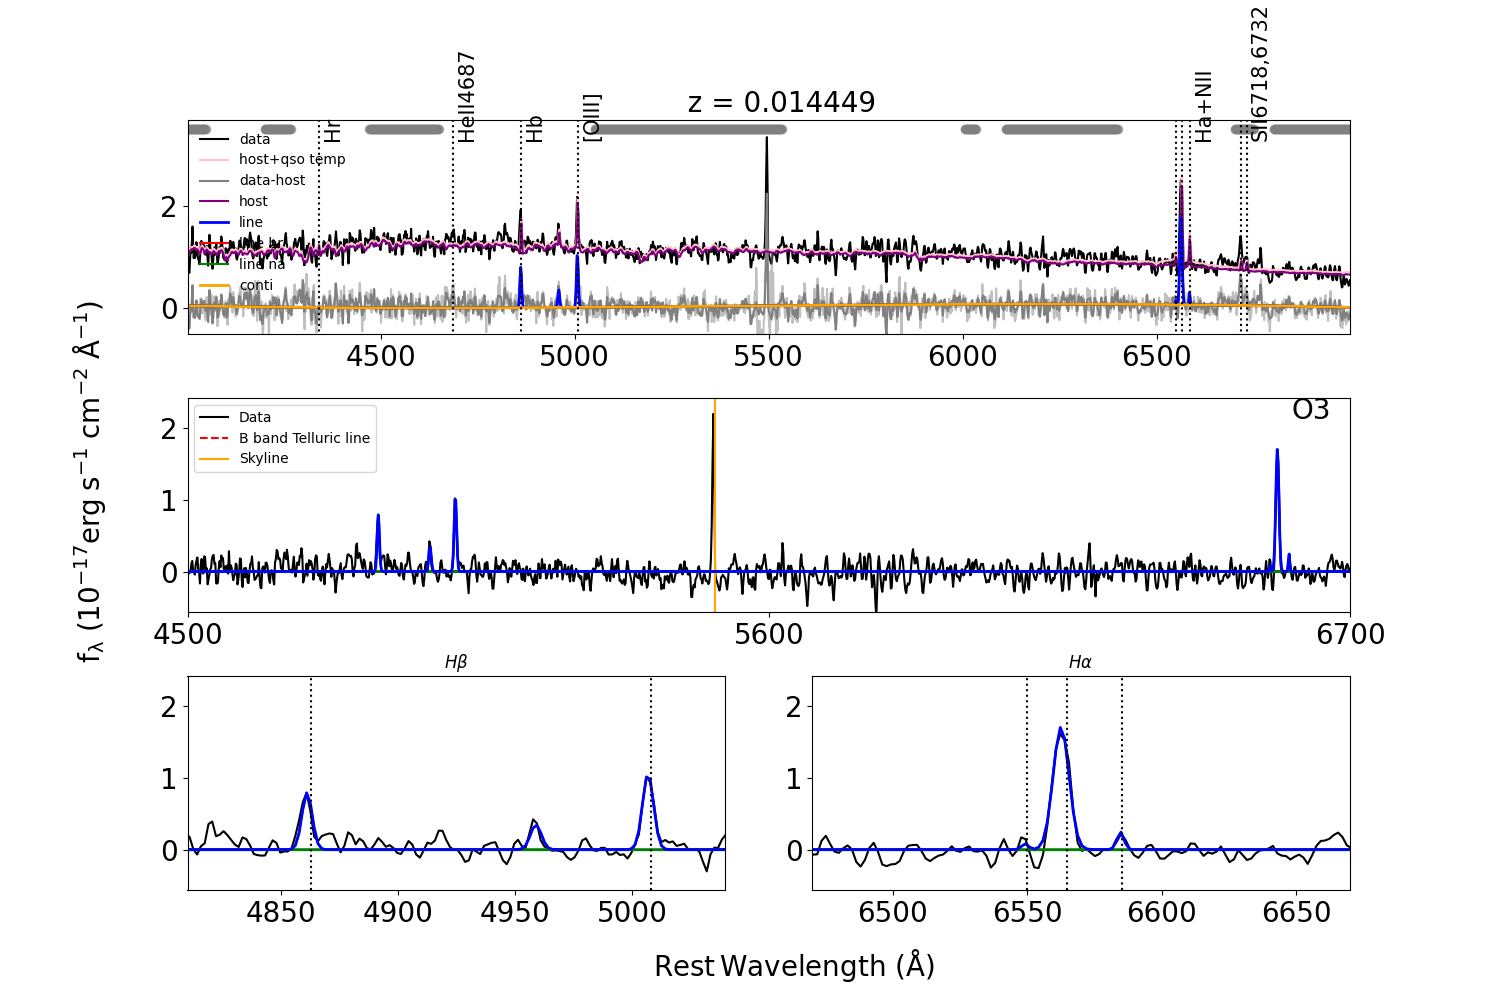 Hr
HeII4687
Hb
[OIII]
z = 0.014449
Ha+NII
SII6718,6732
data
host+qso temp
data-host
host
line
line br
line na
conti
2
0
4500
5000
5500
6000
6500
fλ (10−17erg s−1 cm−2 Å−1)
O3
Data
B band Telluric line
Skyline
2
1
0
4500
5600
6700
Hβ
2
1
0
4850
4900
4950
5000
Hα
2
1
0
6500
6550
6600
6650
Rest Wavelength (Å)